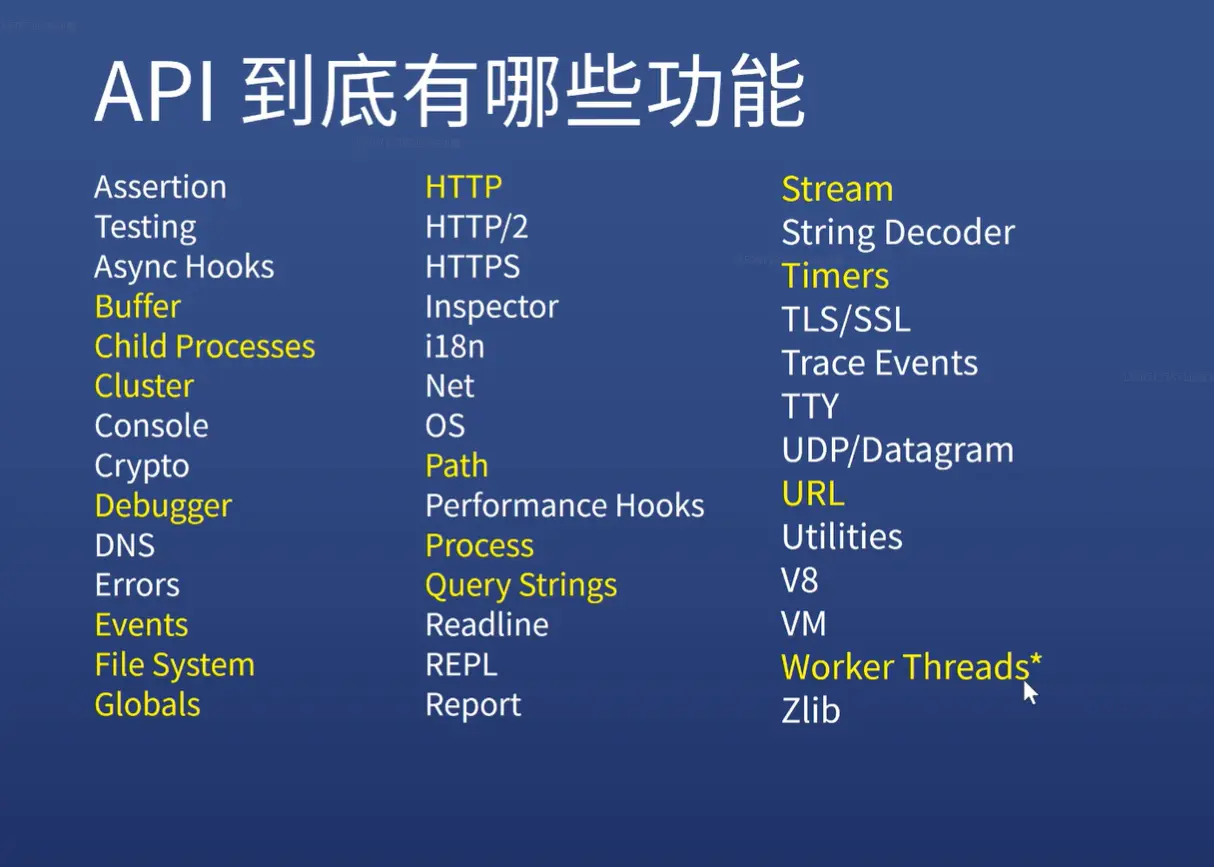 API 到底有哪些功能
Assertion
Testing
Async Hooks
Buffer
Child Processes
Cluster
Console
Crypto
Debugger
DNS
Errors
Events
File System
Globals
HTTP
HTTP/2
HTTPS
Inspector
i18n
Net
OS
Path
Performance Hooks
Process
Query Strings
Readline
REPL
Report
Stream
String Decoder
Timers
TLS/SSL
Trace Events
TTY
UDP/Datagram
URL
Utilities
V8
VM
Worker Threads*
Zlib